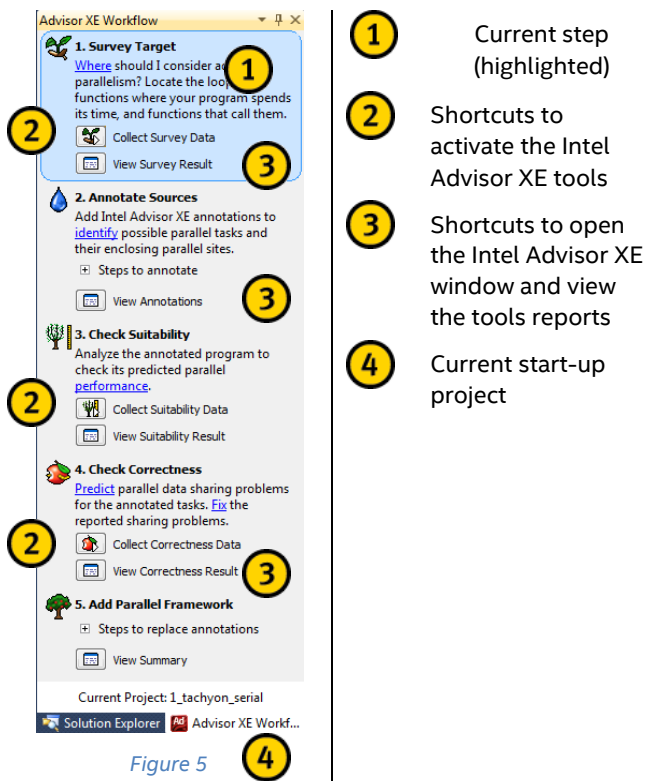 Advisor XE Workflow
1. Survey Target
Where should I consider ad
1
parallelism? Locate the loop
functions where your program spends
its time, and functions that call them.
2
Collect Survey Data
View Survey Result
3
2. Annotate Sources
Add Intel Advisor XE annotations to
identify possible parallel tasks and
their enclosing parallel sites.
Steps to annotate
View Annotations
3
3. Check Suitability
Analyze the annotated program to
check its predicted parallel
performance.
2
Collect Suitability Data
View Suitability Result
4. Check Correctness
Predict parallel data sharing problems
for the annotated tasks. Fix the
reported sharing problems.
2
Collect Correctness Data
View Correctness Result
3
5. Add Parallel Framework
Steps to replace annotations
View Summary
Current Project: 1_tachyon_serial
Solution Explorer
Ad Advisor XE Workf...
Figure 5
4
1 Current step
(highlighted)
2 Shortcuts to
activate the Intel
Advisor XE tools
3 Shortcuts to open
the Intel Advisor XE
window and view
the tools reports
4 Current start-up
project